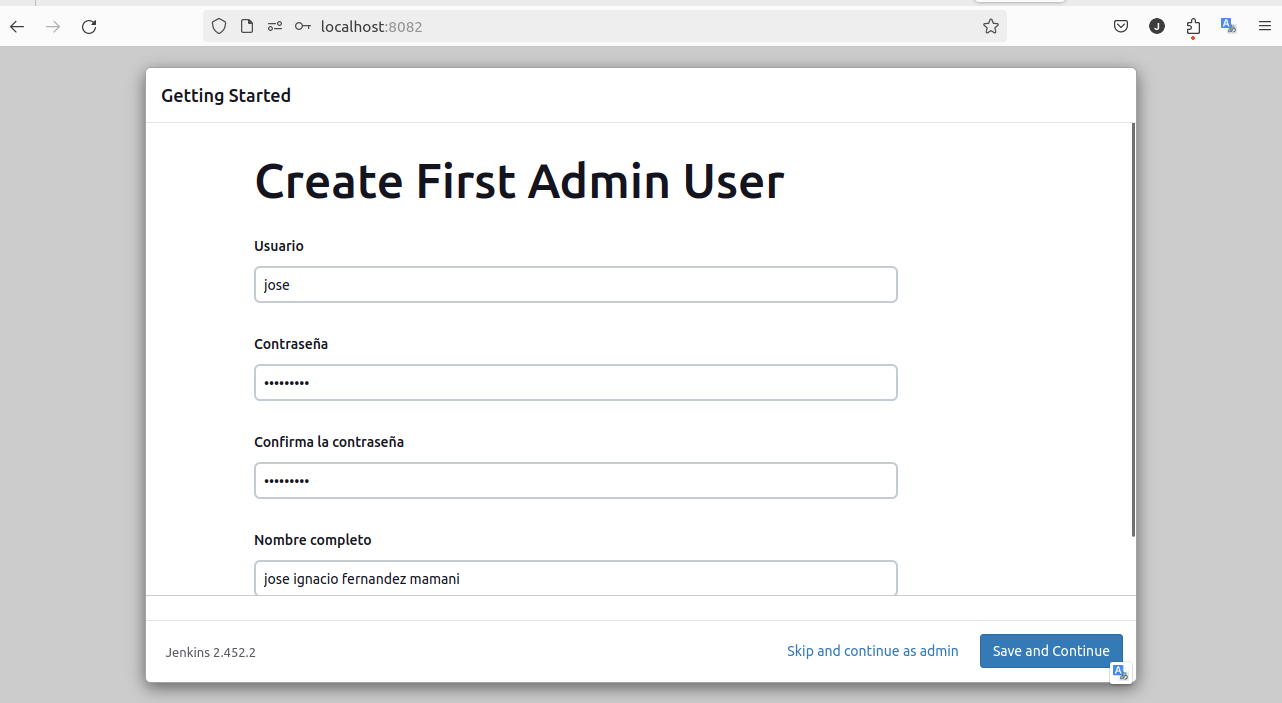 localhost:8082
J
Getting Started
Create First Admin User
Usuario
jose
Contraseña
•••••••••
Confirma la contraseña
•••••••••
Nombre completo
jose ignacio fernandez mamani
Jenkins 2.452.2
Skip and continue as admin
Save and Continue